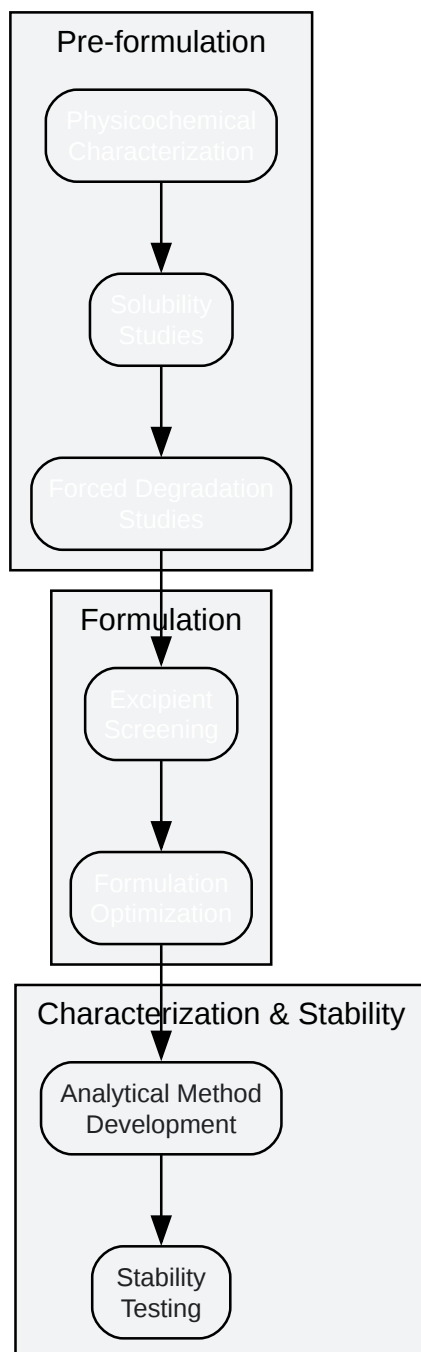 Pre-formulation
Physicochemical
Characterization
Solubility
Studies
Forced Degradation
Studies
Formulation
Excipient
Screening
Formulation
Optimization
Characterization & Stability
Analytical Method
Development
Stability
Testing